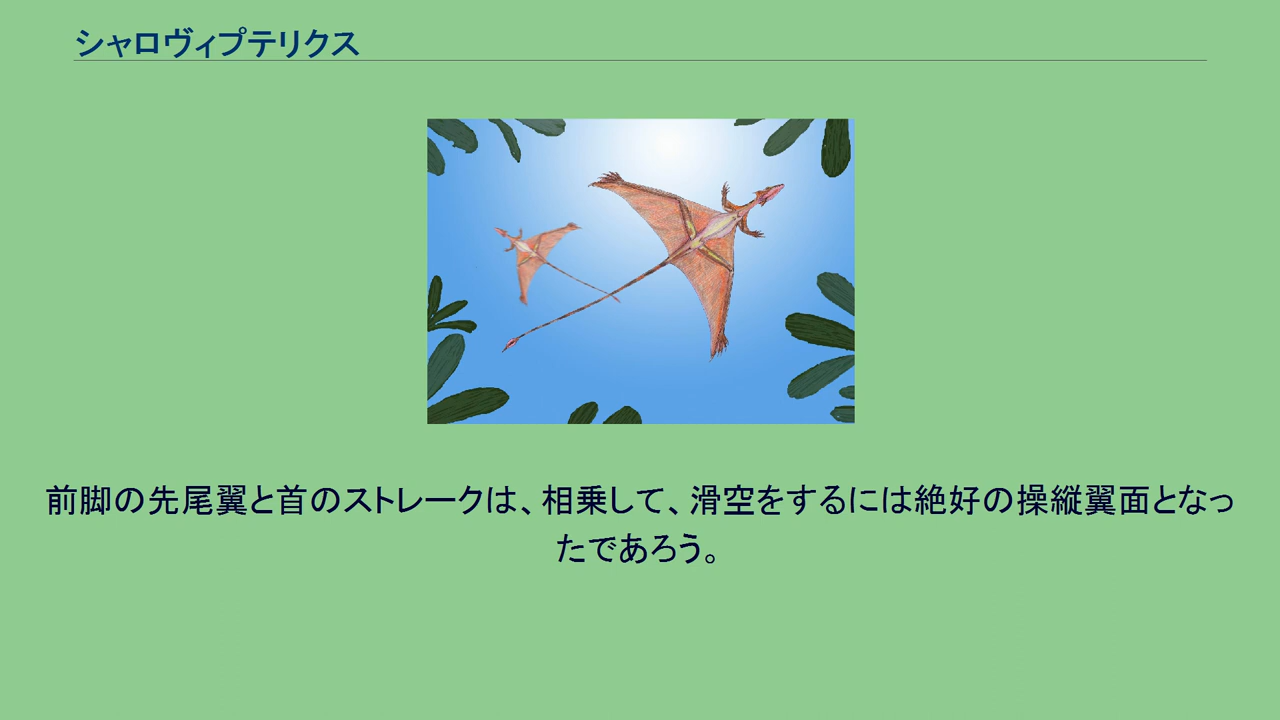 シャロヴィプテリクス
前脚の先尾翼と首のストレークは、相乗して、滑空をするには絶好の操縦翼面となっ
たであろう。